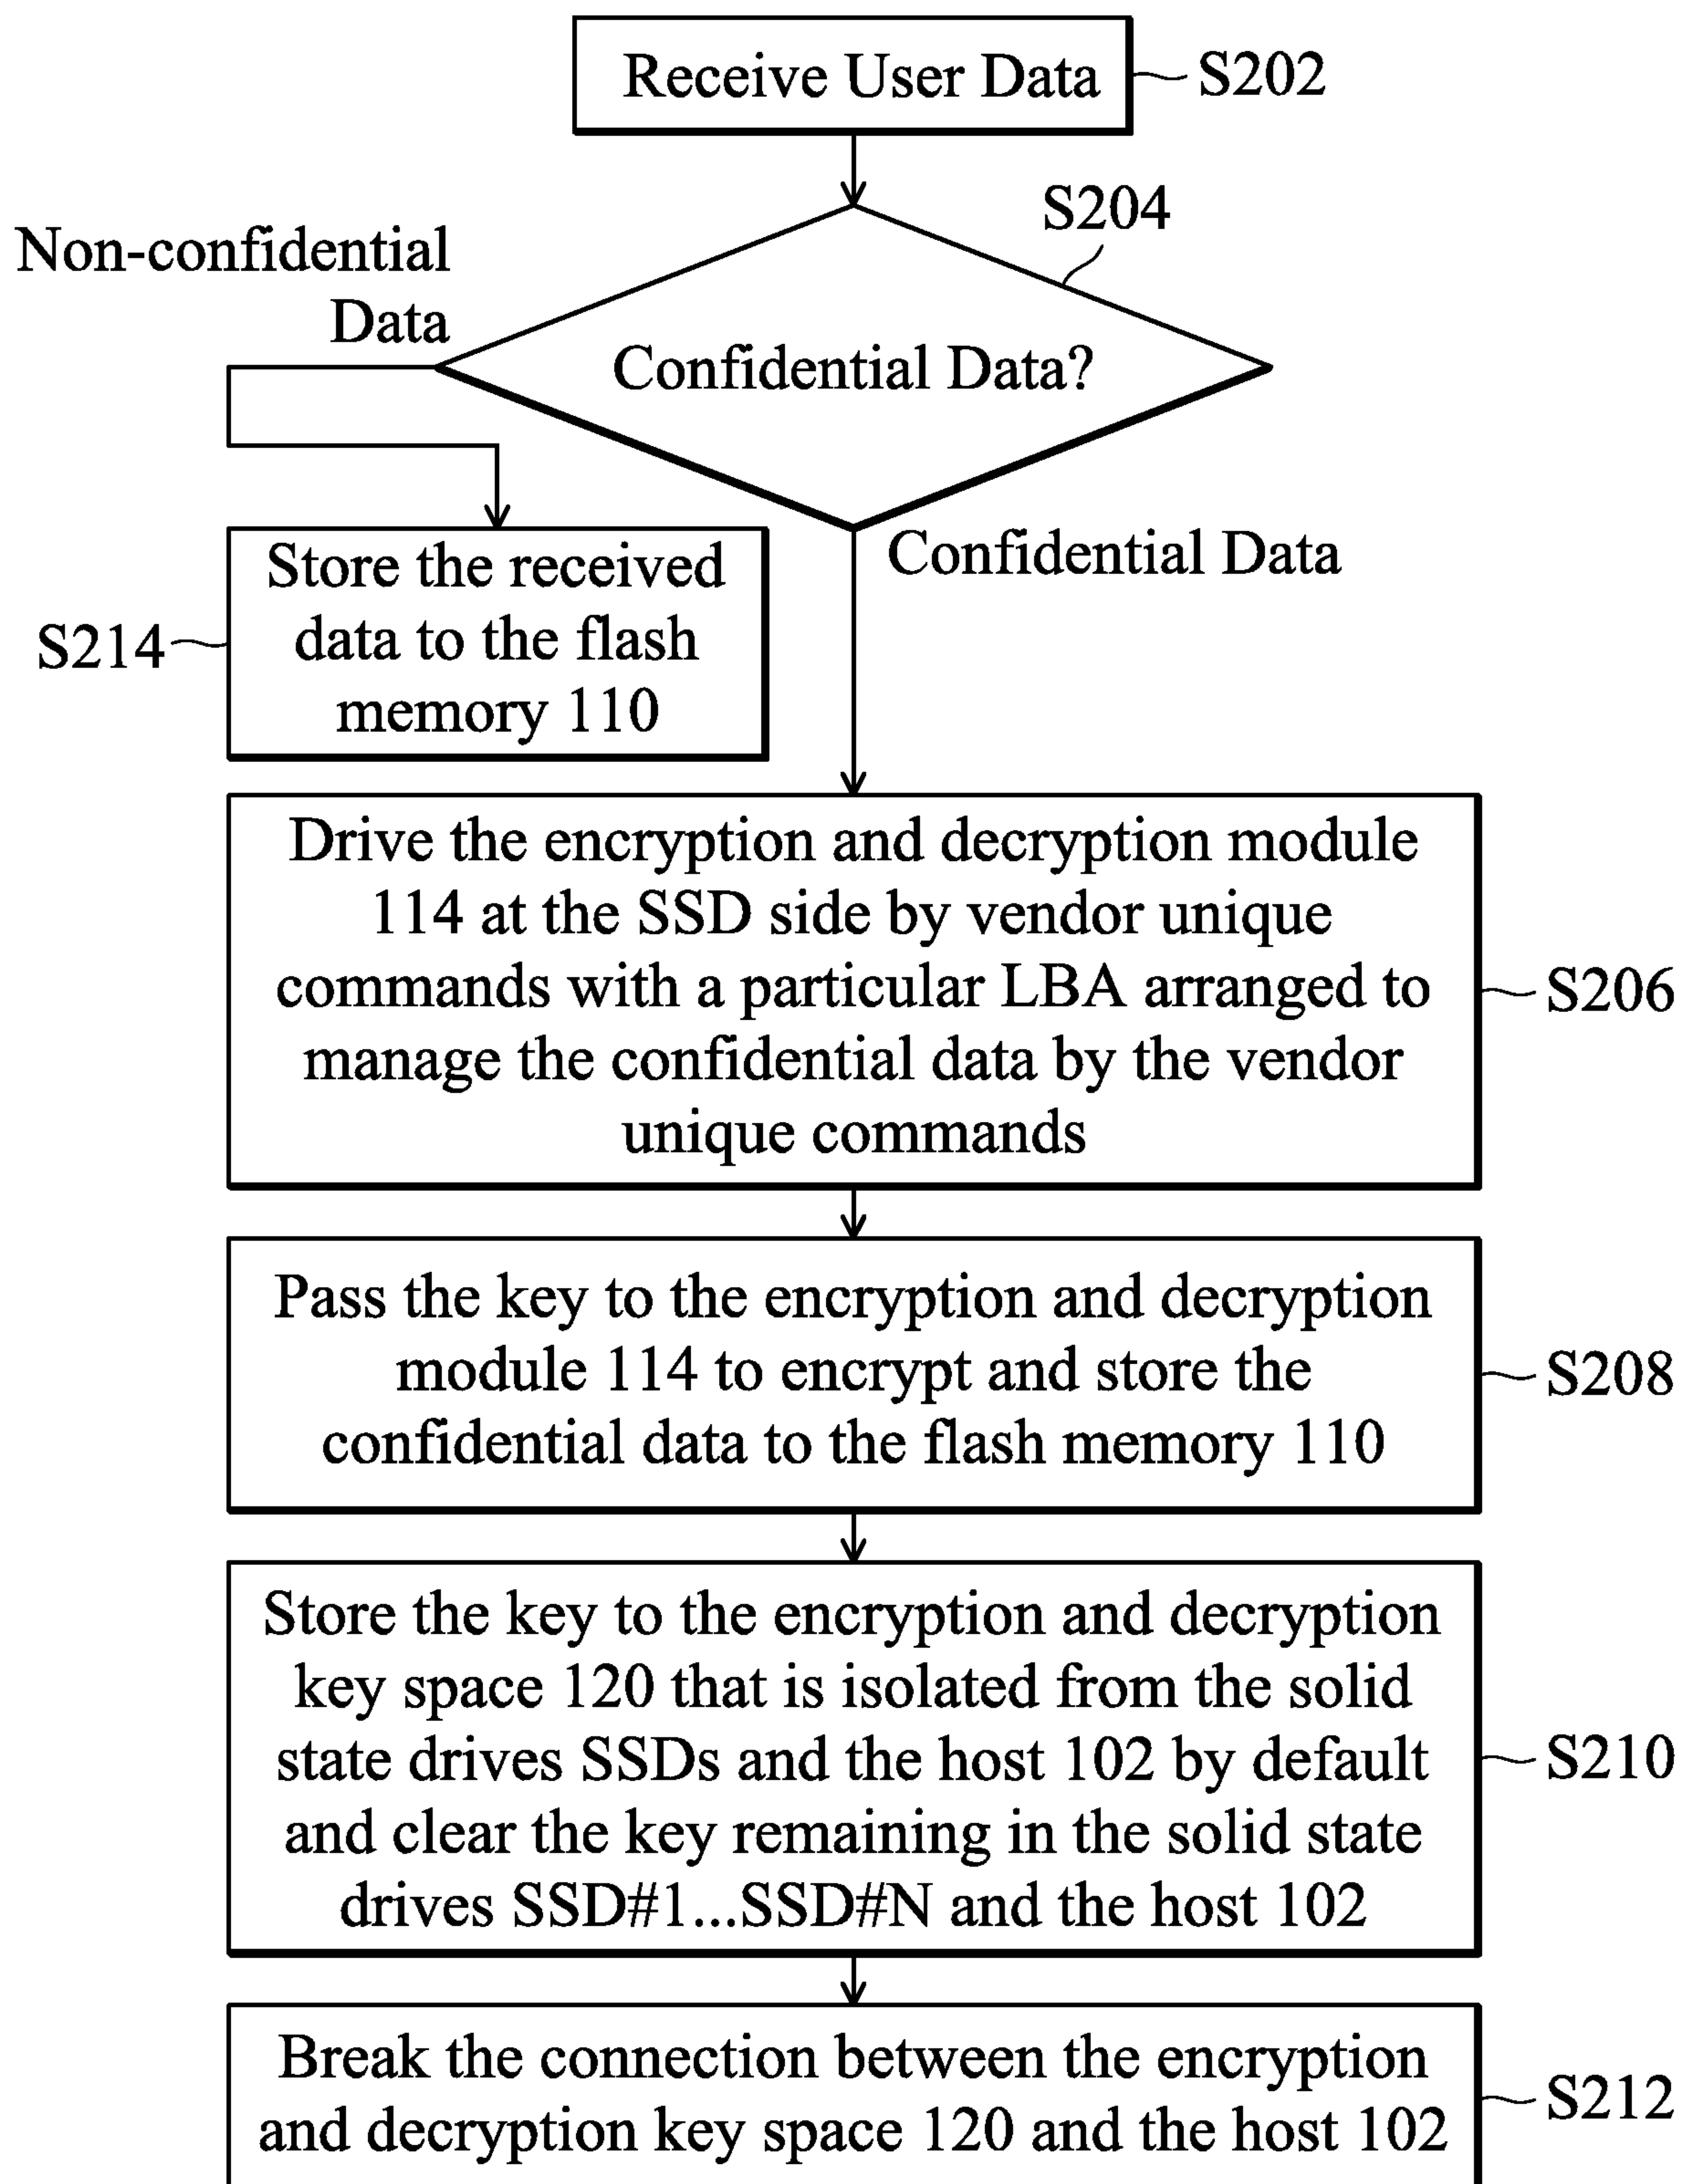 Receive User Data
S202
S204
Non-confidential
Data
Confidential Data?
Confidential Data
Store the received
data to the flash
memory 110
S214
Drive the encryption and decryption module
114 at the SSD side by vendor unique
commands with a particular LBA arranged to
manage the confidential data by the vendor
unique commands
S206
Pass the key to the encryption and decryption
module 114 to encrypt and store the
confidential data to the flash memory 110
S208
Store the key to the encryption and decryption
key space 120 that is isolated from the solid
state drives SSDs and the host 102 by default
and clear the key remaining in the solid state
drives SSD#1...SSD#N and the host 102
S210
Break the connection between the encryption
and decryption key space 120 and the host 102
S212